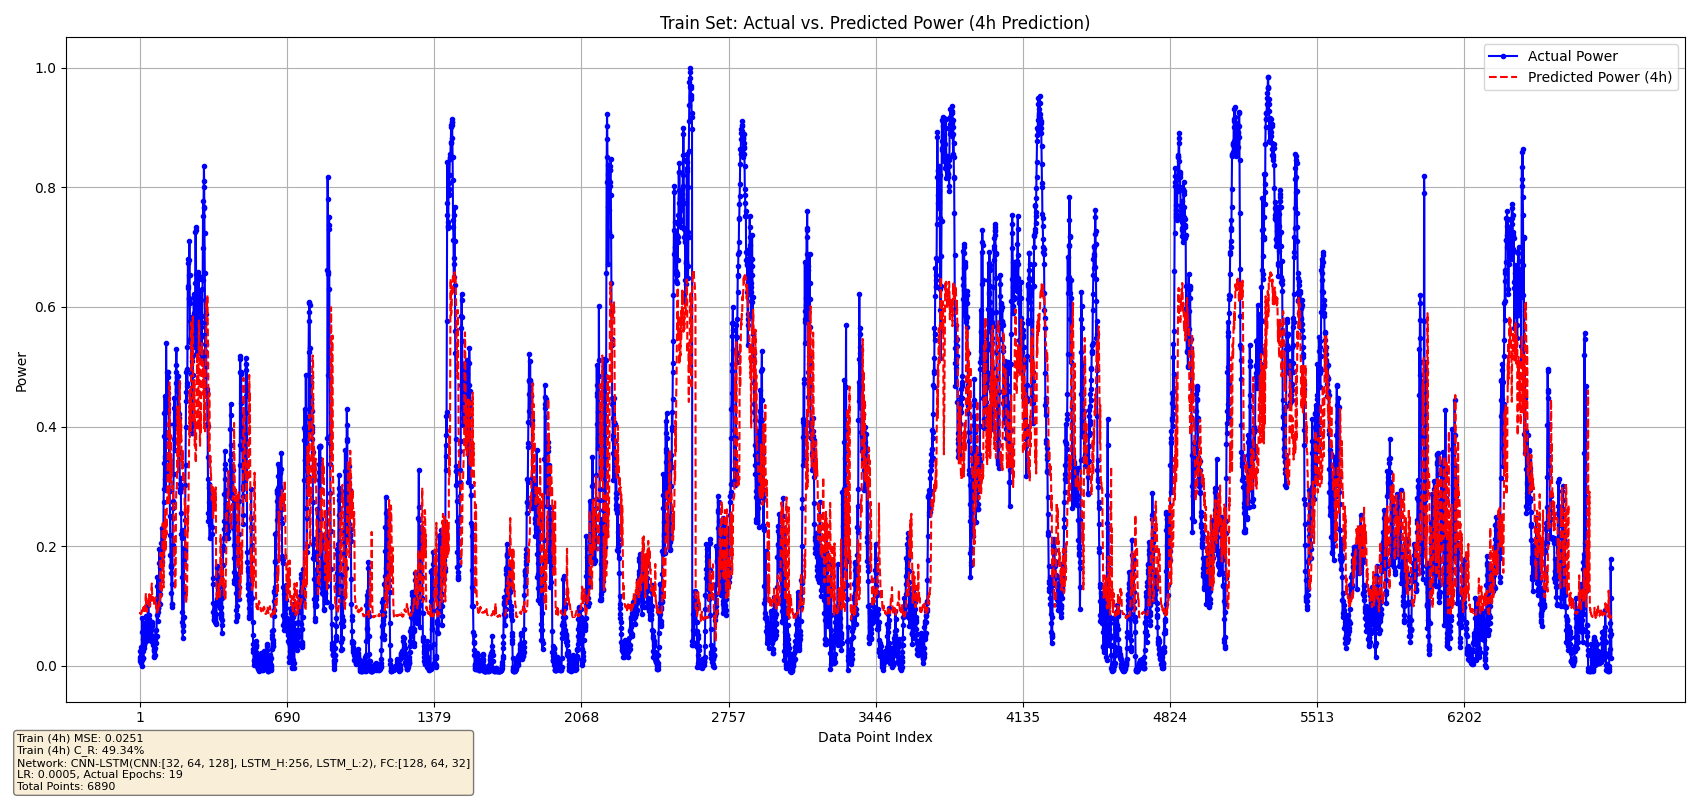 Train Set: Actual vs. Predicted Power (4h Prediction)
Actual Power
Predicted Power (4h)
1.0
0.8
0.6
0.4
0.2
0.0
Power
1 690 1379 2068 2757 3446 4135 4824 5513 6202
Data Point Index
Train (4h) MSE: 0.0251
Train (4h) C_R: 49.34%
Network: CNN-LSTM(CNN:[32, 64, 128], LSTM_H:256, LSTM_L:2), FC:[128, 64, 32]
LR: 0.0005, Actual Epochs: 19
Total Points: 6890